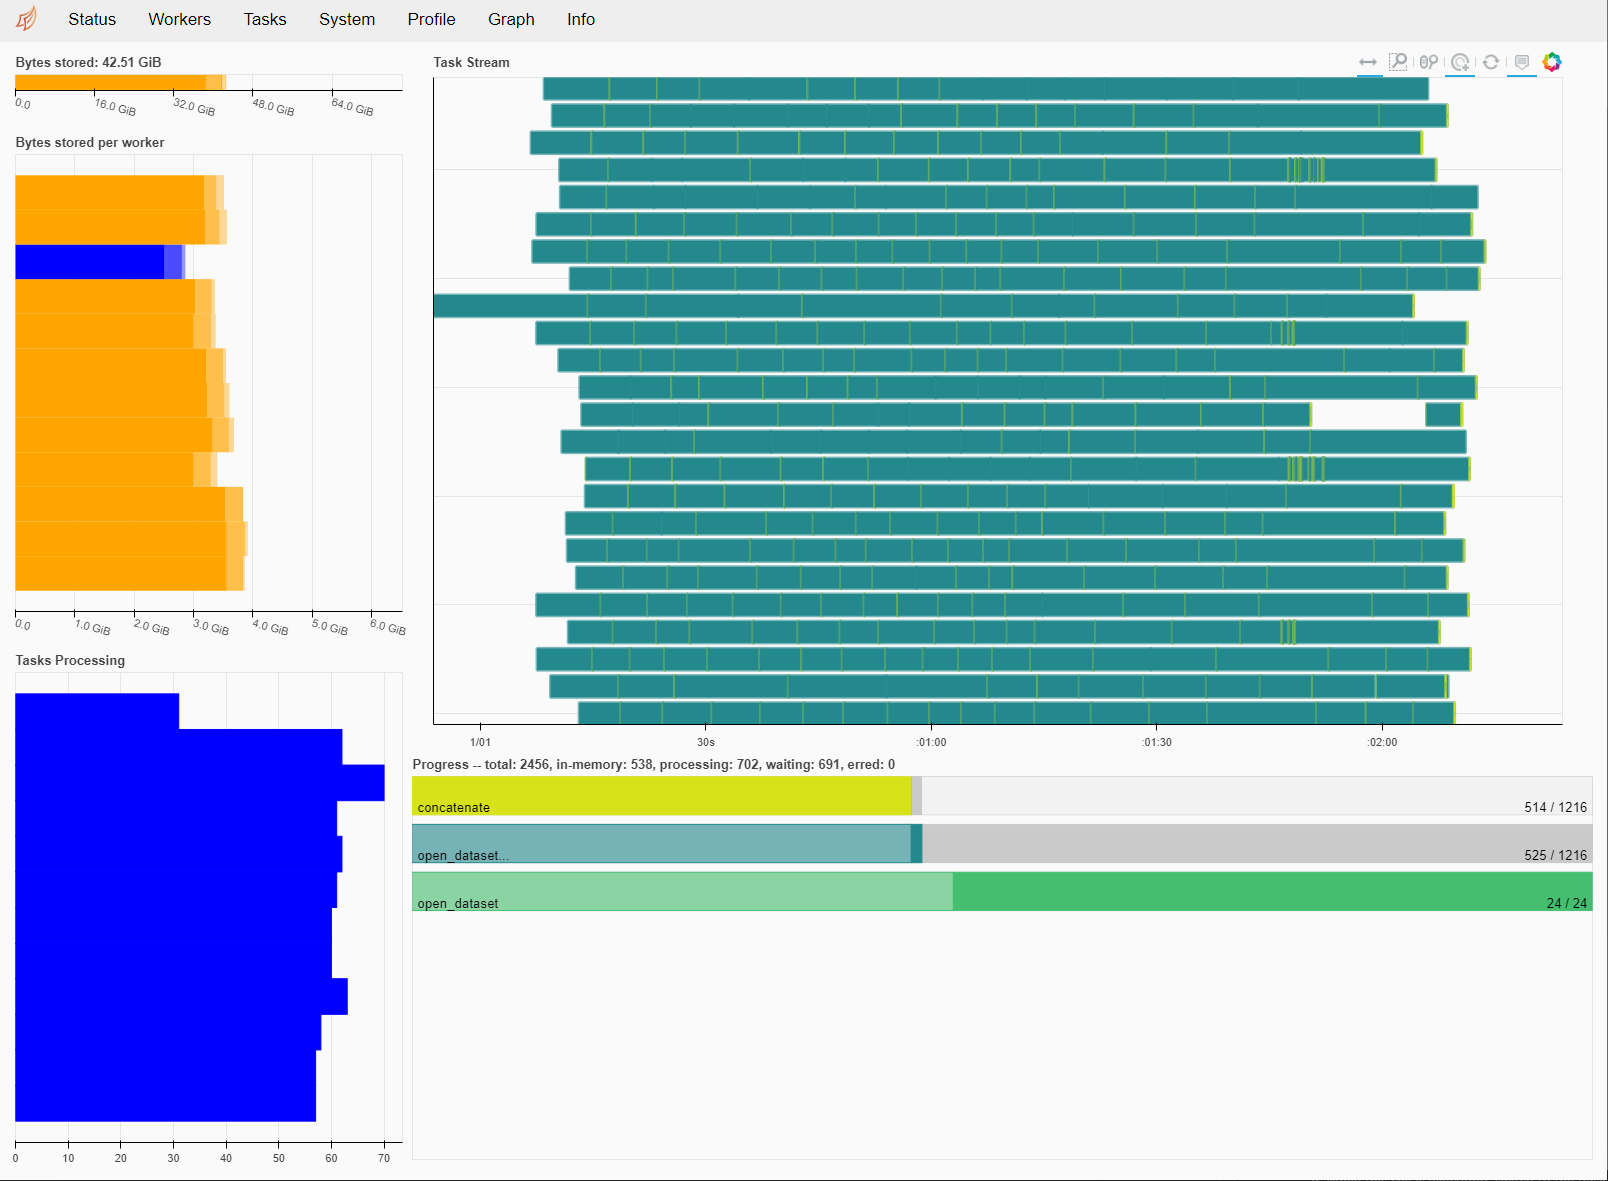 Status Workers Tasks System Profile Graph Info
Bytes stored: 42.51 GiB
0.0 16.0 GiB 32.0 GiB 48.0 GiB 64.0 GiB
Bytes stored per worker
0.0 1.0 GiB 2.0 GiB 3.0 GiB 4.0 GiB 5.0 GiB 6.0 GiB
Tasks Processing
0 10 20 30 40 50 60 70
Task Stream
1/01 30s :01:00 :01:30 :02:00
Progress -- total: 2456, in-memory: 538, processing: 702, waiting: 691, erred: 0
concatenate 514 / 1216
open_dataset... 525 / 1216
open_dataset 24 / 24